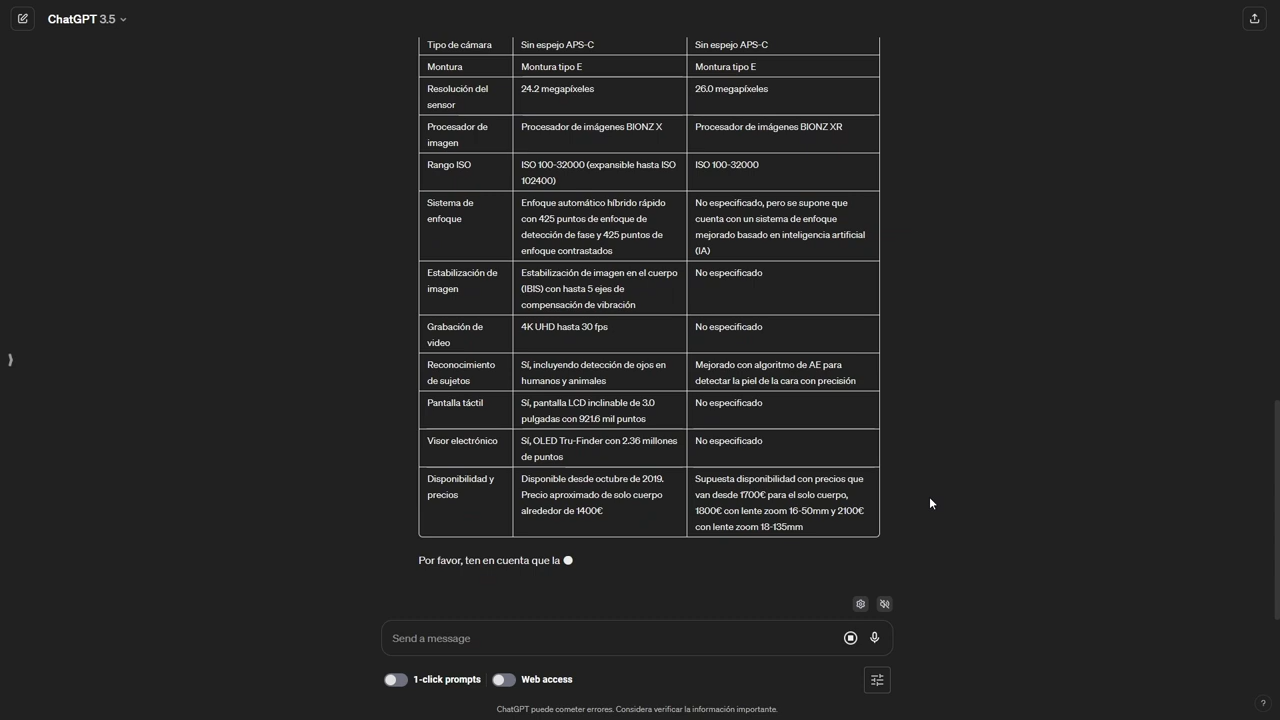 ChatGPT 3.5
Tipo de cámara
Sin espejo APS-C
Sin espejo APS-C
Montura
Montura tipo E
Montura tipo E
Resolución del
sensor
24.2 megapíxeles
26.0 megapíxeles
Procesador de
imagen
Procesador de imágenes BIONZ X
Procesador de imágenes BIONZ XR
Rango ISO
ISO 100-32000 (expansible hasta ISO
102400)
ISO 100-32000
Sistema de
enfoque
Enfoque automático híbrido rápido
con 425 puntos de enfoque de
detección de fase y 425 puntos de
enfoque contrastados
No especificado, pero se supone que
cuenta con un sistema de enfoque
mejorado basado en inteligencia artificial
(IA)
Estabilización de
imagen
Estabilización de imagen en el cuerpo
(IBIS) con hasta 5 ejes de
compensación de vibración
No especificado
Grabación de
video
4K UHD hasta 30 fps
No especificado
Reconocimiento
de sujetos
Sí, incluyendo detección de ojos en
humanos y animales
Mejorado con algoritmo de AE para
detectar la piel de la cara con precisión
Pantalla táctil
Sí, pantalla LCD inclinable de 3.0
pulgadas con 921.6 mil puntos
No especificado
Visor electrónico
Sí, OLED Tru-Finder con 2.36 millones
de puntos
No especificado
Disponibilidad y
precios
Disponible desde octubre de 2019.
Precio aproximado de solo cuerpo
alrededor de 1400€
Supuesta disponibilidad con precios que
van desde 1700€ para el solo cuerpo,
1800€ con lente zoom 16-50mm y 2100€
con lente zoom 18-135mm
Por favor, ten en cuenta que la
Send a message
1-click prompts
Web access
ChatGPT puede cometer errores. Considera verificar la información importante.
?